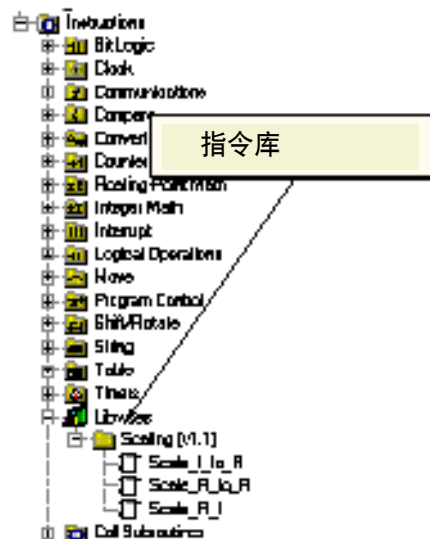 Instructions
Bit Logic
Clock
Communications
Compare
指令库
Convert
Counter
Floating-Point Math
Integer Math
Interrupt
Logical Operations
Move
Program Control
Shift/Rotate
String
Table
Timers
Libraries
Scaling (v1.1)
Scale_I_to_R
Scale_R_to_R
Scale_R_I
Call Subroutines